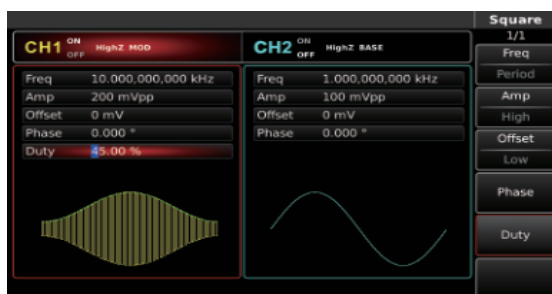 Square
1/1
CH1 ON OFF HighZ MOD
CH2 ON OFF HighZ BASE
Freq 10.000,000,000 kHz
Amp 200 mVpp
Offset 0 mV
Phase 0.000 °
Duty 45.00 %
Freq 1.000,000,000 kHz
Amp 100 mVpp
Offset 0 mV
Phase 0.000 °
Freq
Period
Amp
High
Offset
Low
Phase
Duty